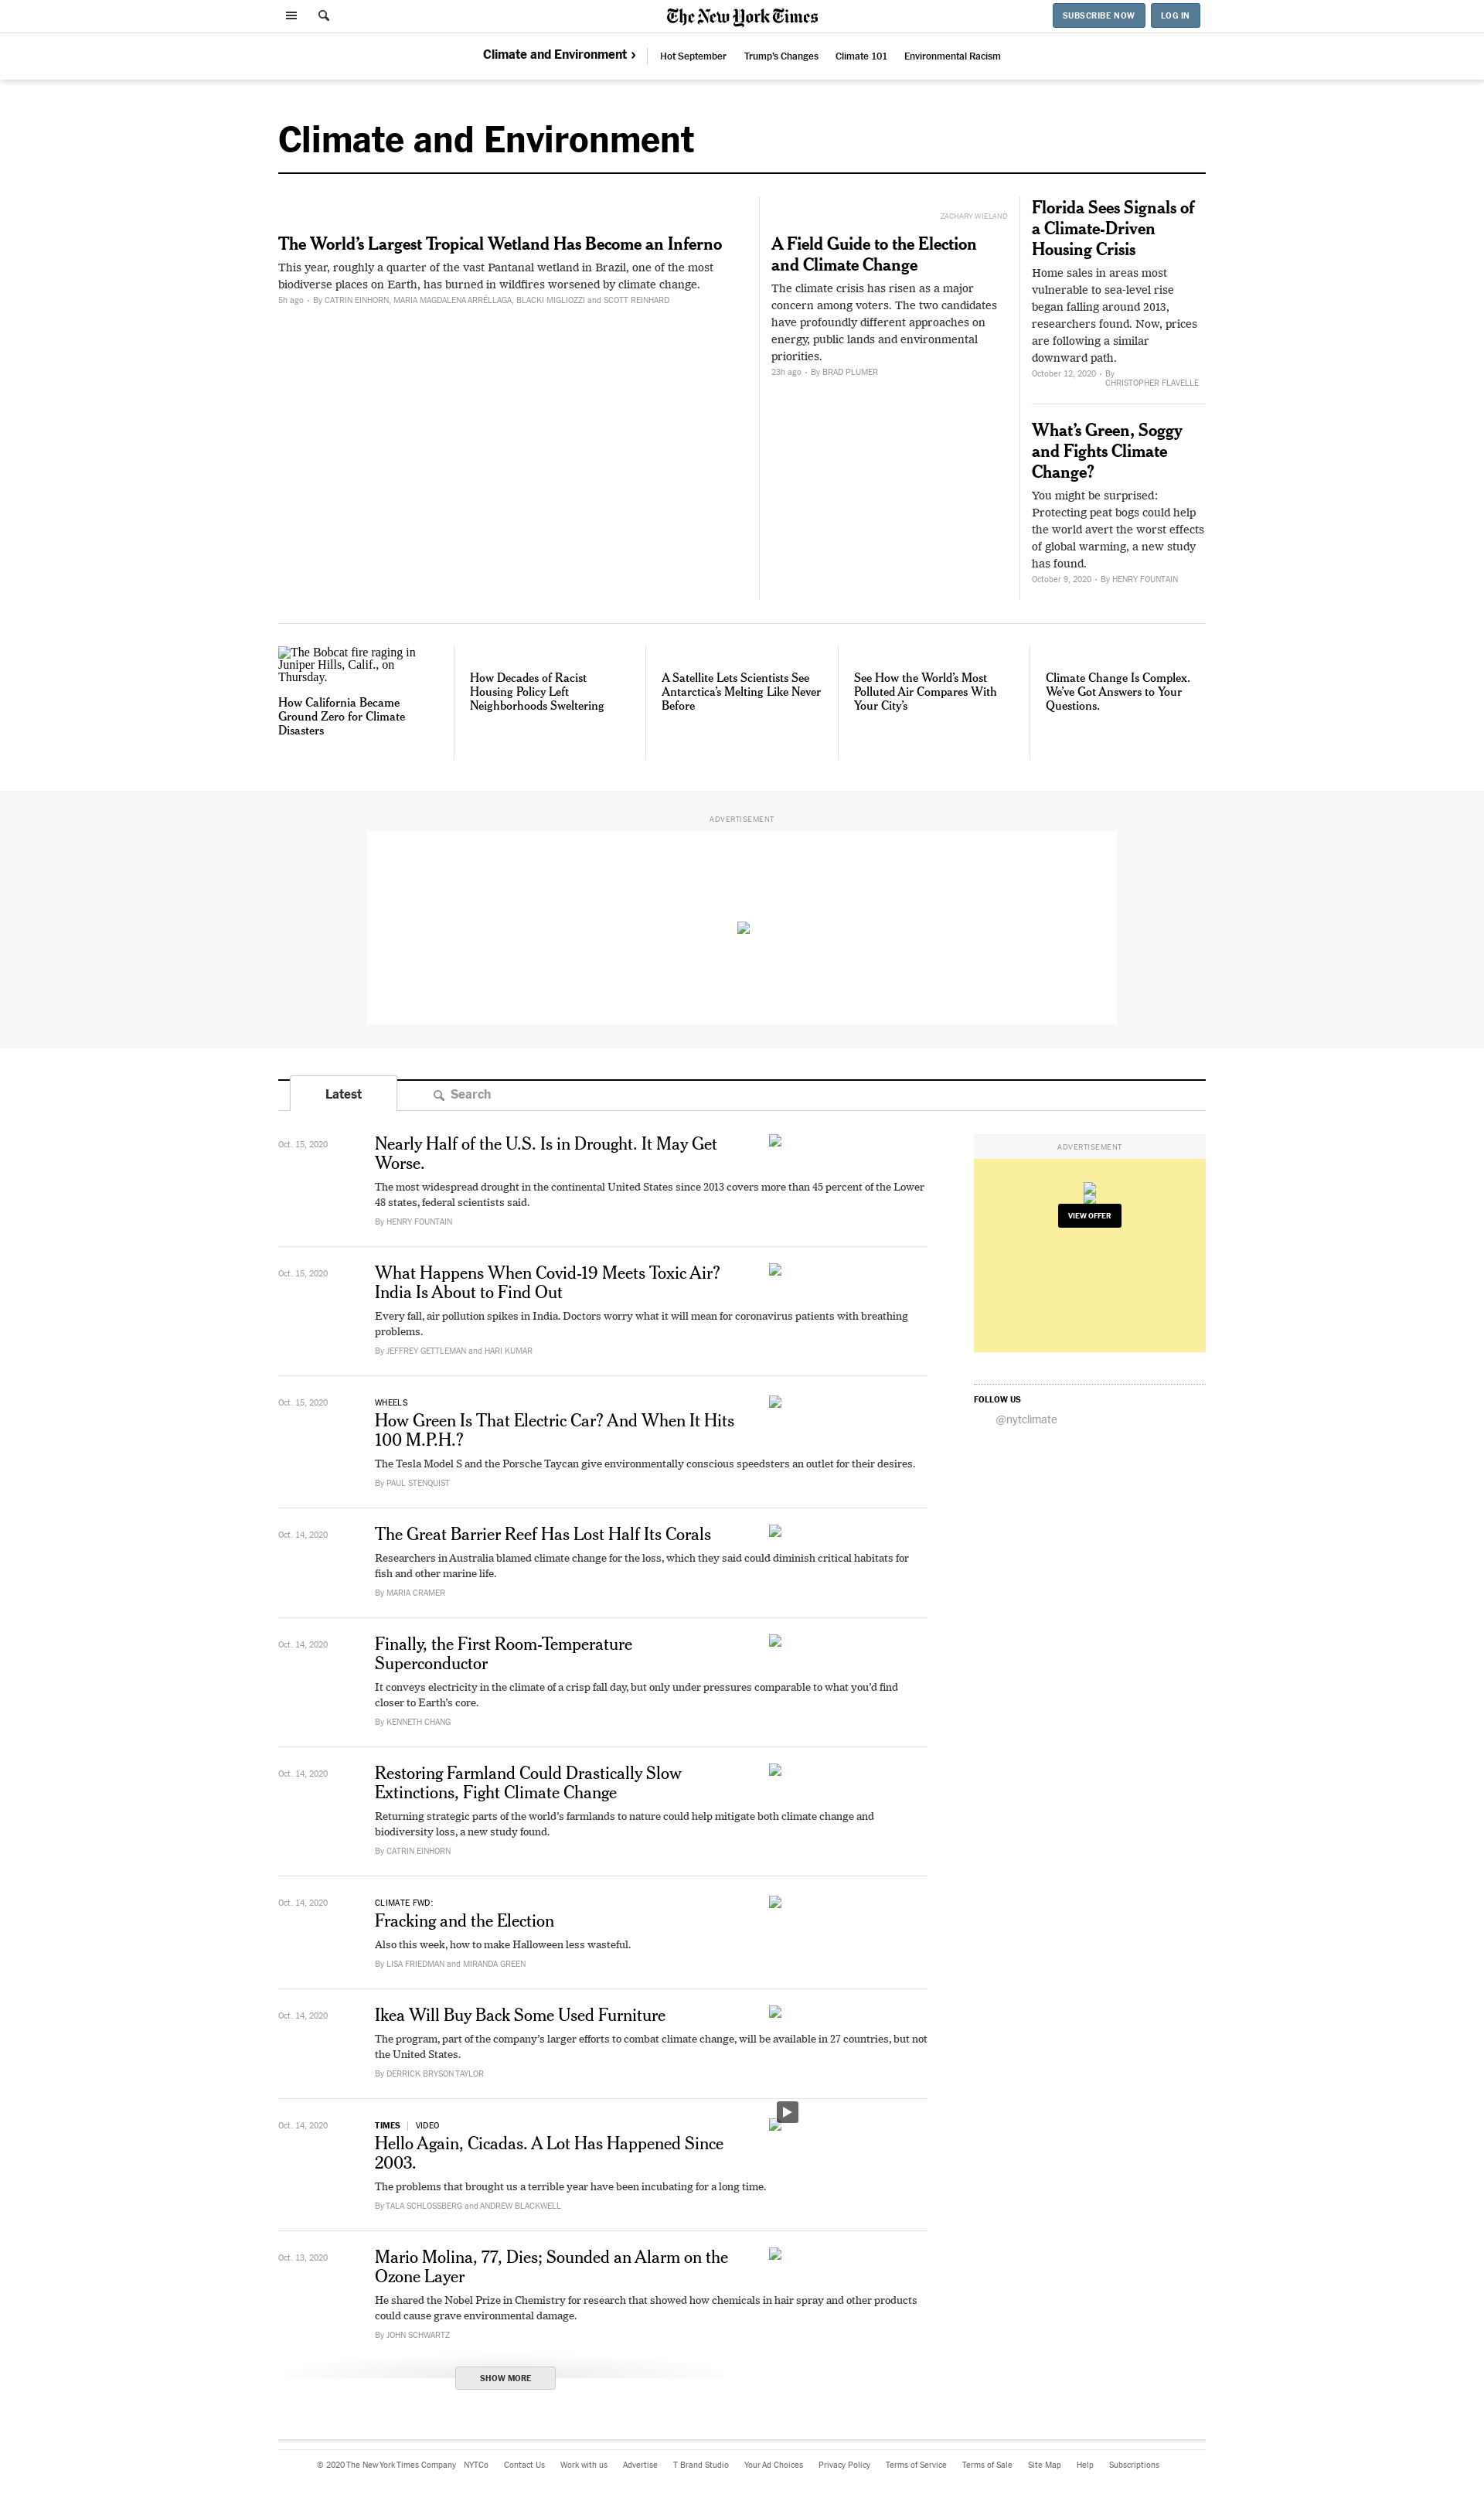 The New York Times
SUBSCRIBE NOW
LOG IN
Climate and Environment ›
Hot September
Trump's Changes
Climate 101
Environmental Racism
Climate and Environment
The World's Largest Tropical Wetland Has Become an Inferno
This year, roughly a quarter of the vast Pantanal wetland in Brazil, one of the most
biodiverse places on Earth, has burned in wildfires worsened by climate change.
5h ago • By CATRIN EINHORN, MARIA MAGDALENA ARRÉLLAGA, BLACKI MIGLIOZZI and SCOTT REINHARD
ZACHARY WIELAND
A Field Guide to the Election
and Climate Change
The climate crisis has risen as a major
concern among voters. The two candidates
have profoundly different approaches on
energy, public lands and environmental
priorities.
23h ago • By BRAD PLUMER
Florida Sees Signals of
a Climate-Driven
Housing Crisis
Home sales in areas most
vulnerable to sea-level rise
began falling around 2013,
researchers found. Now, prices
are following a similar
downward path.
October 12, 2020 • By
CHRISTOPHER FLAVELLE
What's Green, Soggy
and Fights Climate
Change?
You might be surprised:
Protecting peat bogs could help
the world avert the worst effects
of global warming, a new study
has found.
October 9, 2020 • By HENRY FOUNTAIN
The Bobcat fire raging in
Juniper Hills, Calif., on
Thursday.
How California Became
Ground Zero for Climate
Disasters
How Decades of Racist
Housing Policy Left
Neighborhoods Sweltering
A Satellite Lets Scientists See
Antarctica's Melting Like Never
Before
See How the World's Most
Polluted Air Compares With
Your City's
Climate Change Is Complex.
We've Got Answers to Your
Questions.
ADVERTISEMENT
Latest
Search
Oct. 15, 2020
Nearly Half of the U.S. Is in Drought. It May Get
Worse.
The most widespread drought in the continental United States since 2013 covers more than 45 percent of the Lower
48 states, federal scientists said.
By HENRY FOUNTAIN
ADVERTISEMENT
VIEW OFFER
FOLLOW US
@nytclimate
Oct. 15, 2020
What Happens When Covid-19 Meets Toxic Air?
India Is About to Find Out
Every fall, air pollution spikes in India. Doctors worry what it will mean for coronavirus patients with breathing
problems.
By JEFFREY GETTLEMAN and HARI KUMAR
Oct. 15, 2020
WHEELS
How Green Is That Electric Car? And When It Hits
100 M.P.H.?
The Tesla Model S and the Porsche Taycan give environmentally conscious speedsters an outlet for their desires.
By PAUL STENQUIST
Oct. 14, 2020
The Great Barrier Reef Has Lost Half Its Corals
Researchers in Australia blamed climate change for the loss, which they said could diminish critical habitats for
fish and other marine life.
By MARIA CRAMER
Oct. 14, 2020
Finally, the First Room-Temperature
Superconductor
It conveys electricity in the climate of a crisp fall day, but only under pressures comparable to what you'd find
closer to Earth's core.
By KENNETH CHANG
Oct. 14, 2020
Restoring Farmland Could Drastically Slow
Extinctions, Fight Climate Change
Returning strategic parts of the world's farmlands to nature could help mitigate both climate change and
biodiversity loss, a new study found.
By CATRIN EINHORN
Oct. 14, 2020
CLIMATE FWD:
Fracking and the Election
Also this week, how to make Halloween less wasteful.
By LISA FRIEDMAN and MIRANDA GREEN
Oct. 14, 2020
Ikea Will Buy Back Some Used Furniture
The program, part of the company's larger efforts to combat climate change, will be available in 27 countries, but not
the United States.
By DERRICK BRYSON TAYLOR
Oct. 14, 2020
TIMES | VIDEO
Hello Again, Cicadas. A Lot Has Happened Since
2003.
The problems that brought us a terrible year have been incubating for a long time.
By TALA SCHLOSSBERG and ANDREW BLACKWELL
Oct. 13, 2020
Mario Molina, 77, Dies; Sounded an Alarm on the
Ozone Layer
He shared the Nobel Prize in Chemistry for research that showed how chemicals in hair spray and other products
could cause grave environmental damage.
By JOHN SCHWARTZ
SHOW MORE
© 2020 The New York Times Company NYTCo Contact Us Work with us Advertise T Brand Studio Your Ad Choices Privacy Policy Terms of Service Terms of Sale Site Map Help Subscriptions